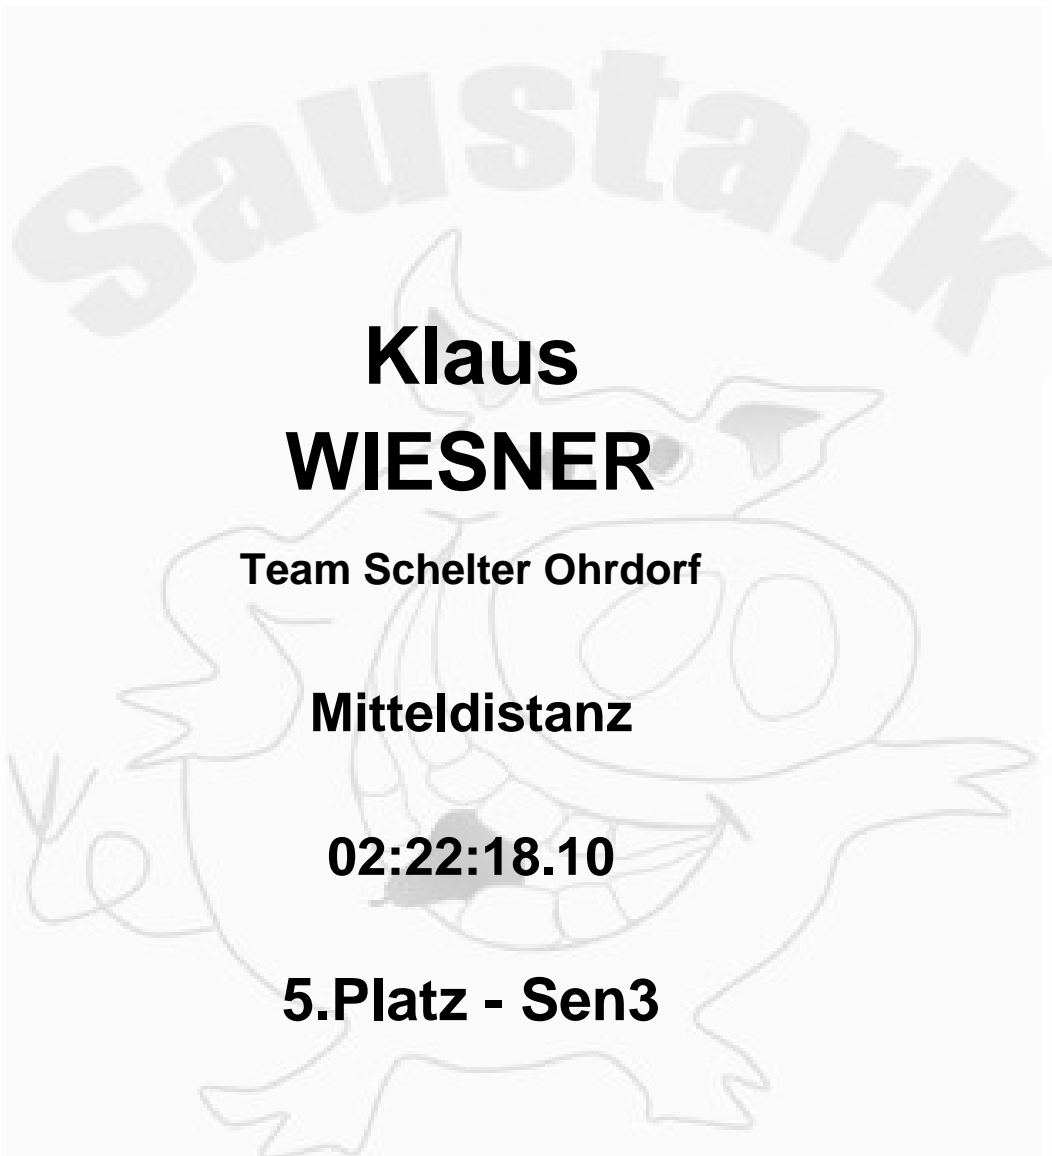 Saustark
Klaus
WIESNER
Team Schelter Ohrdorf
Mitteldistanz
02:22:18.10
5.Platz - Sen3